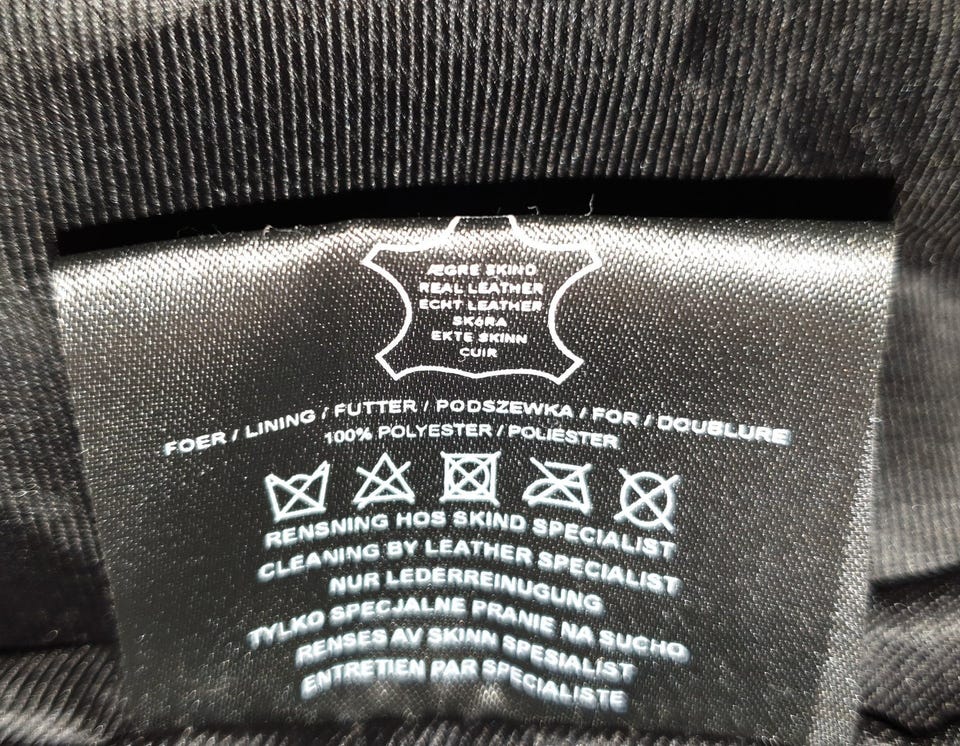 ÆGRE SKIND
REAL LEATHER
ECHT LEATHER
SKóRA
EKTE SKINN
CUIR
FOER / LINING / FUTTER / PODSZEWKA / FOR / DOUBLURE
100% POLYESTER / POLIESTER
RENSNING HOS SKIND SPECIALIST
CLEANING BY LEATHER SPECIALIST
NUR LEDERREINUGUNG
TYLKO SPECJALNE PRANIE NA SUCHO
RENSES AV SKINN SPESIALIST
ENTRETIEN PAR SPECIALISTE